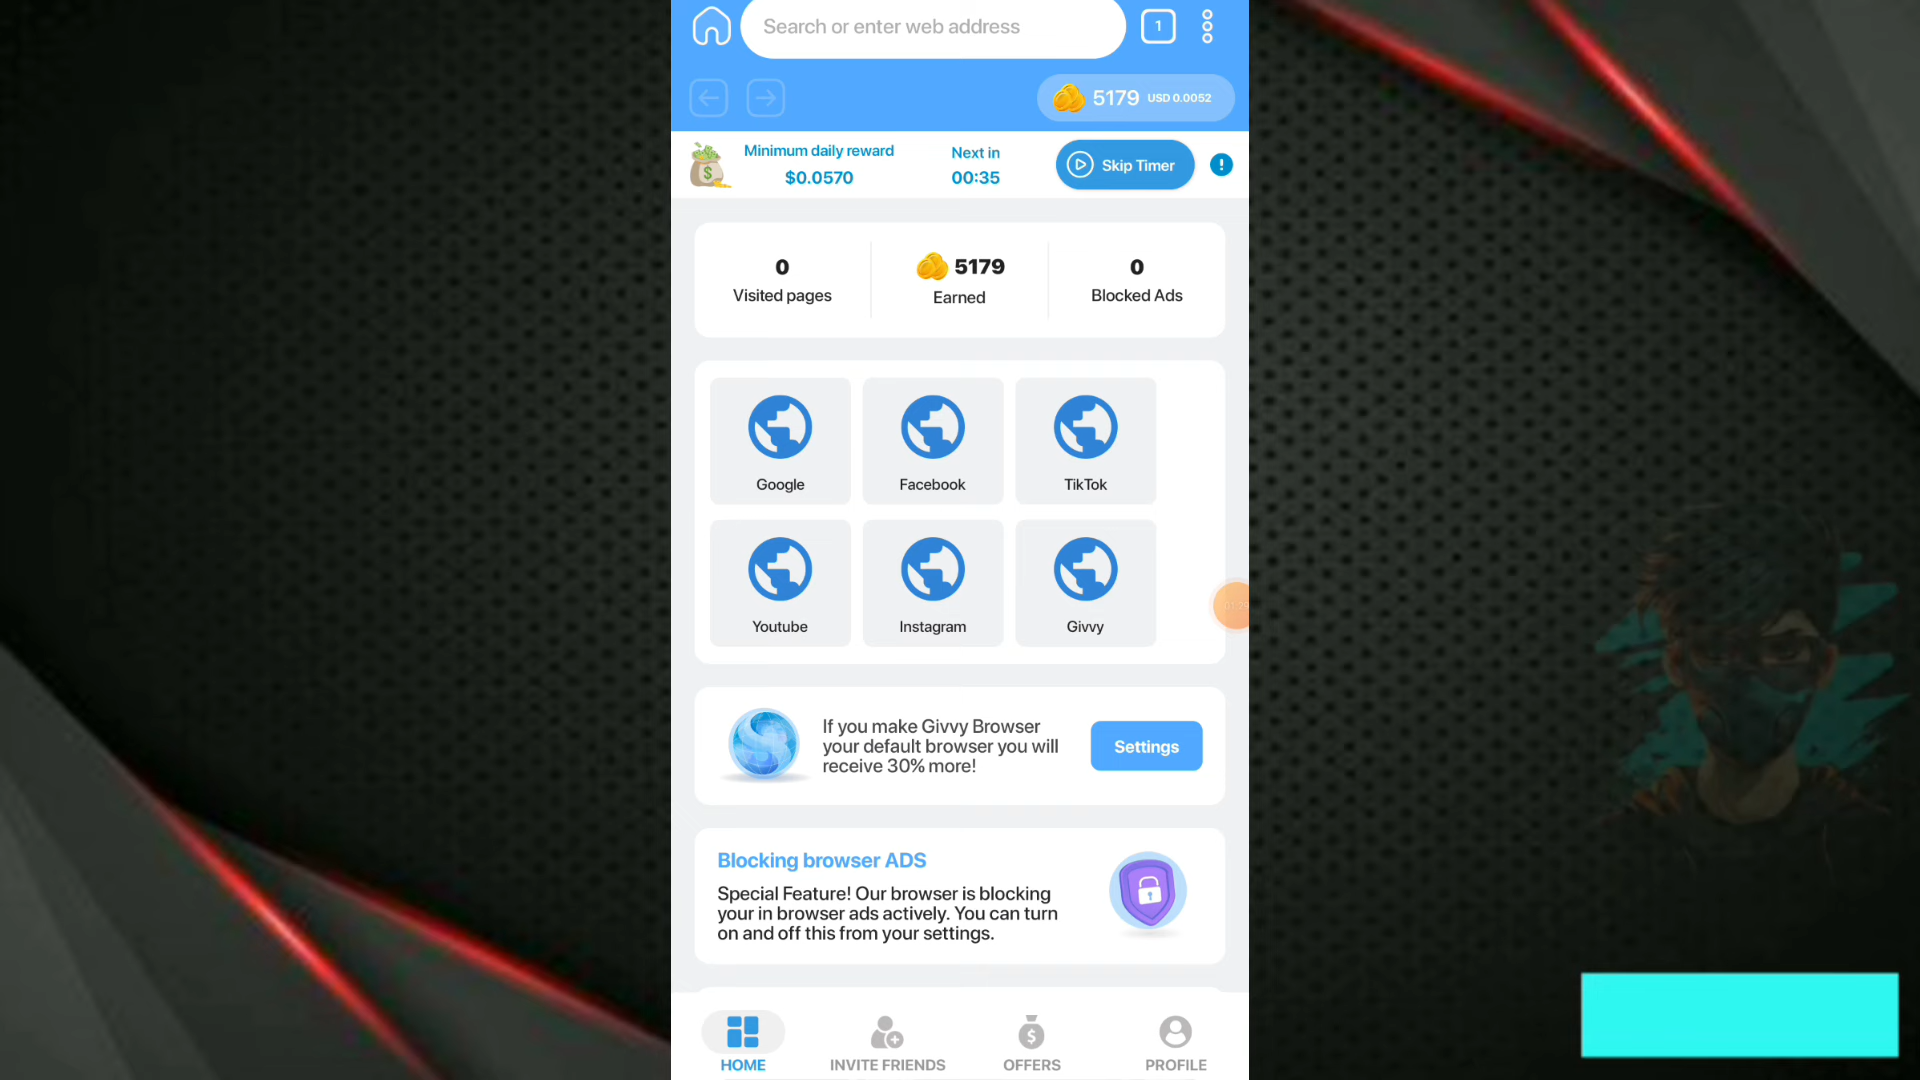 Search or enter web address
1
5179 USD 0.0052
Minimum daily reward
$0.0570
Next in
00:35
Skip Timer
!
0
Visited pages
5179
Earned
0
Blocked Ads
Google
Facebook
TikTok
Youtube
Instagram
Givvy
If you make Givvy Browser
your default browser you will
receive 30% more!
Settings
Blocking browser ADS
Special Feature! Our browser is blocking
your in browser ads actively. You can turn
on and off this from your settings.
HOME
INVITE FRIENDS
OFFERS
PROFILE